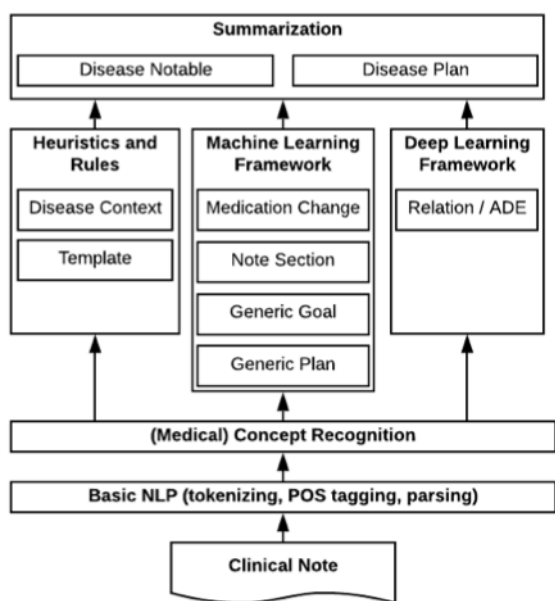 Summarization
Disease Notable
Disease Plan
Heuristics and
Rules
Disease Context
Template
Machine Learning
Framework
Medication Change
Note Section
Generic Goal
Generic Plan
Deep Learning
Framework
Relation / ADE
(Medical) Concept Recognition
Basic NLP (tokenizing, POS tagging, parsing)
Clinical Note